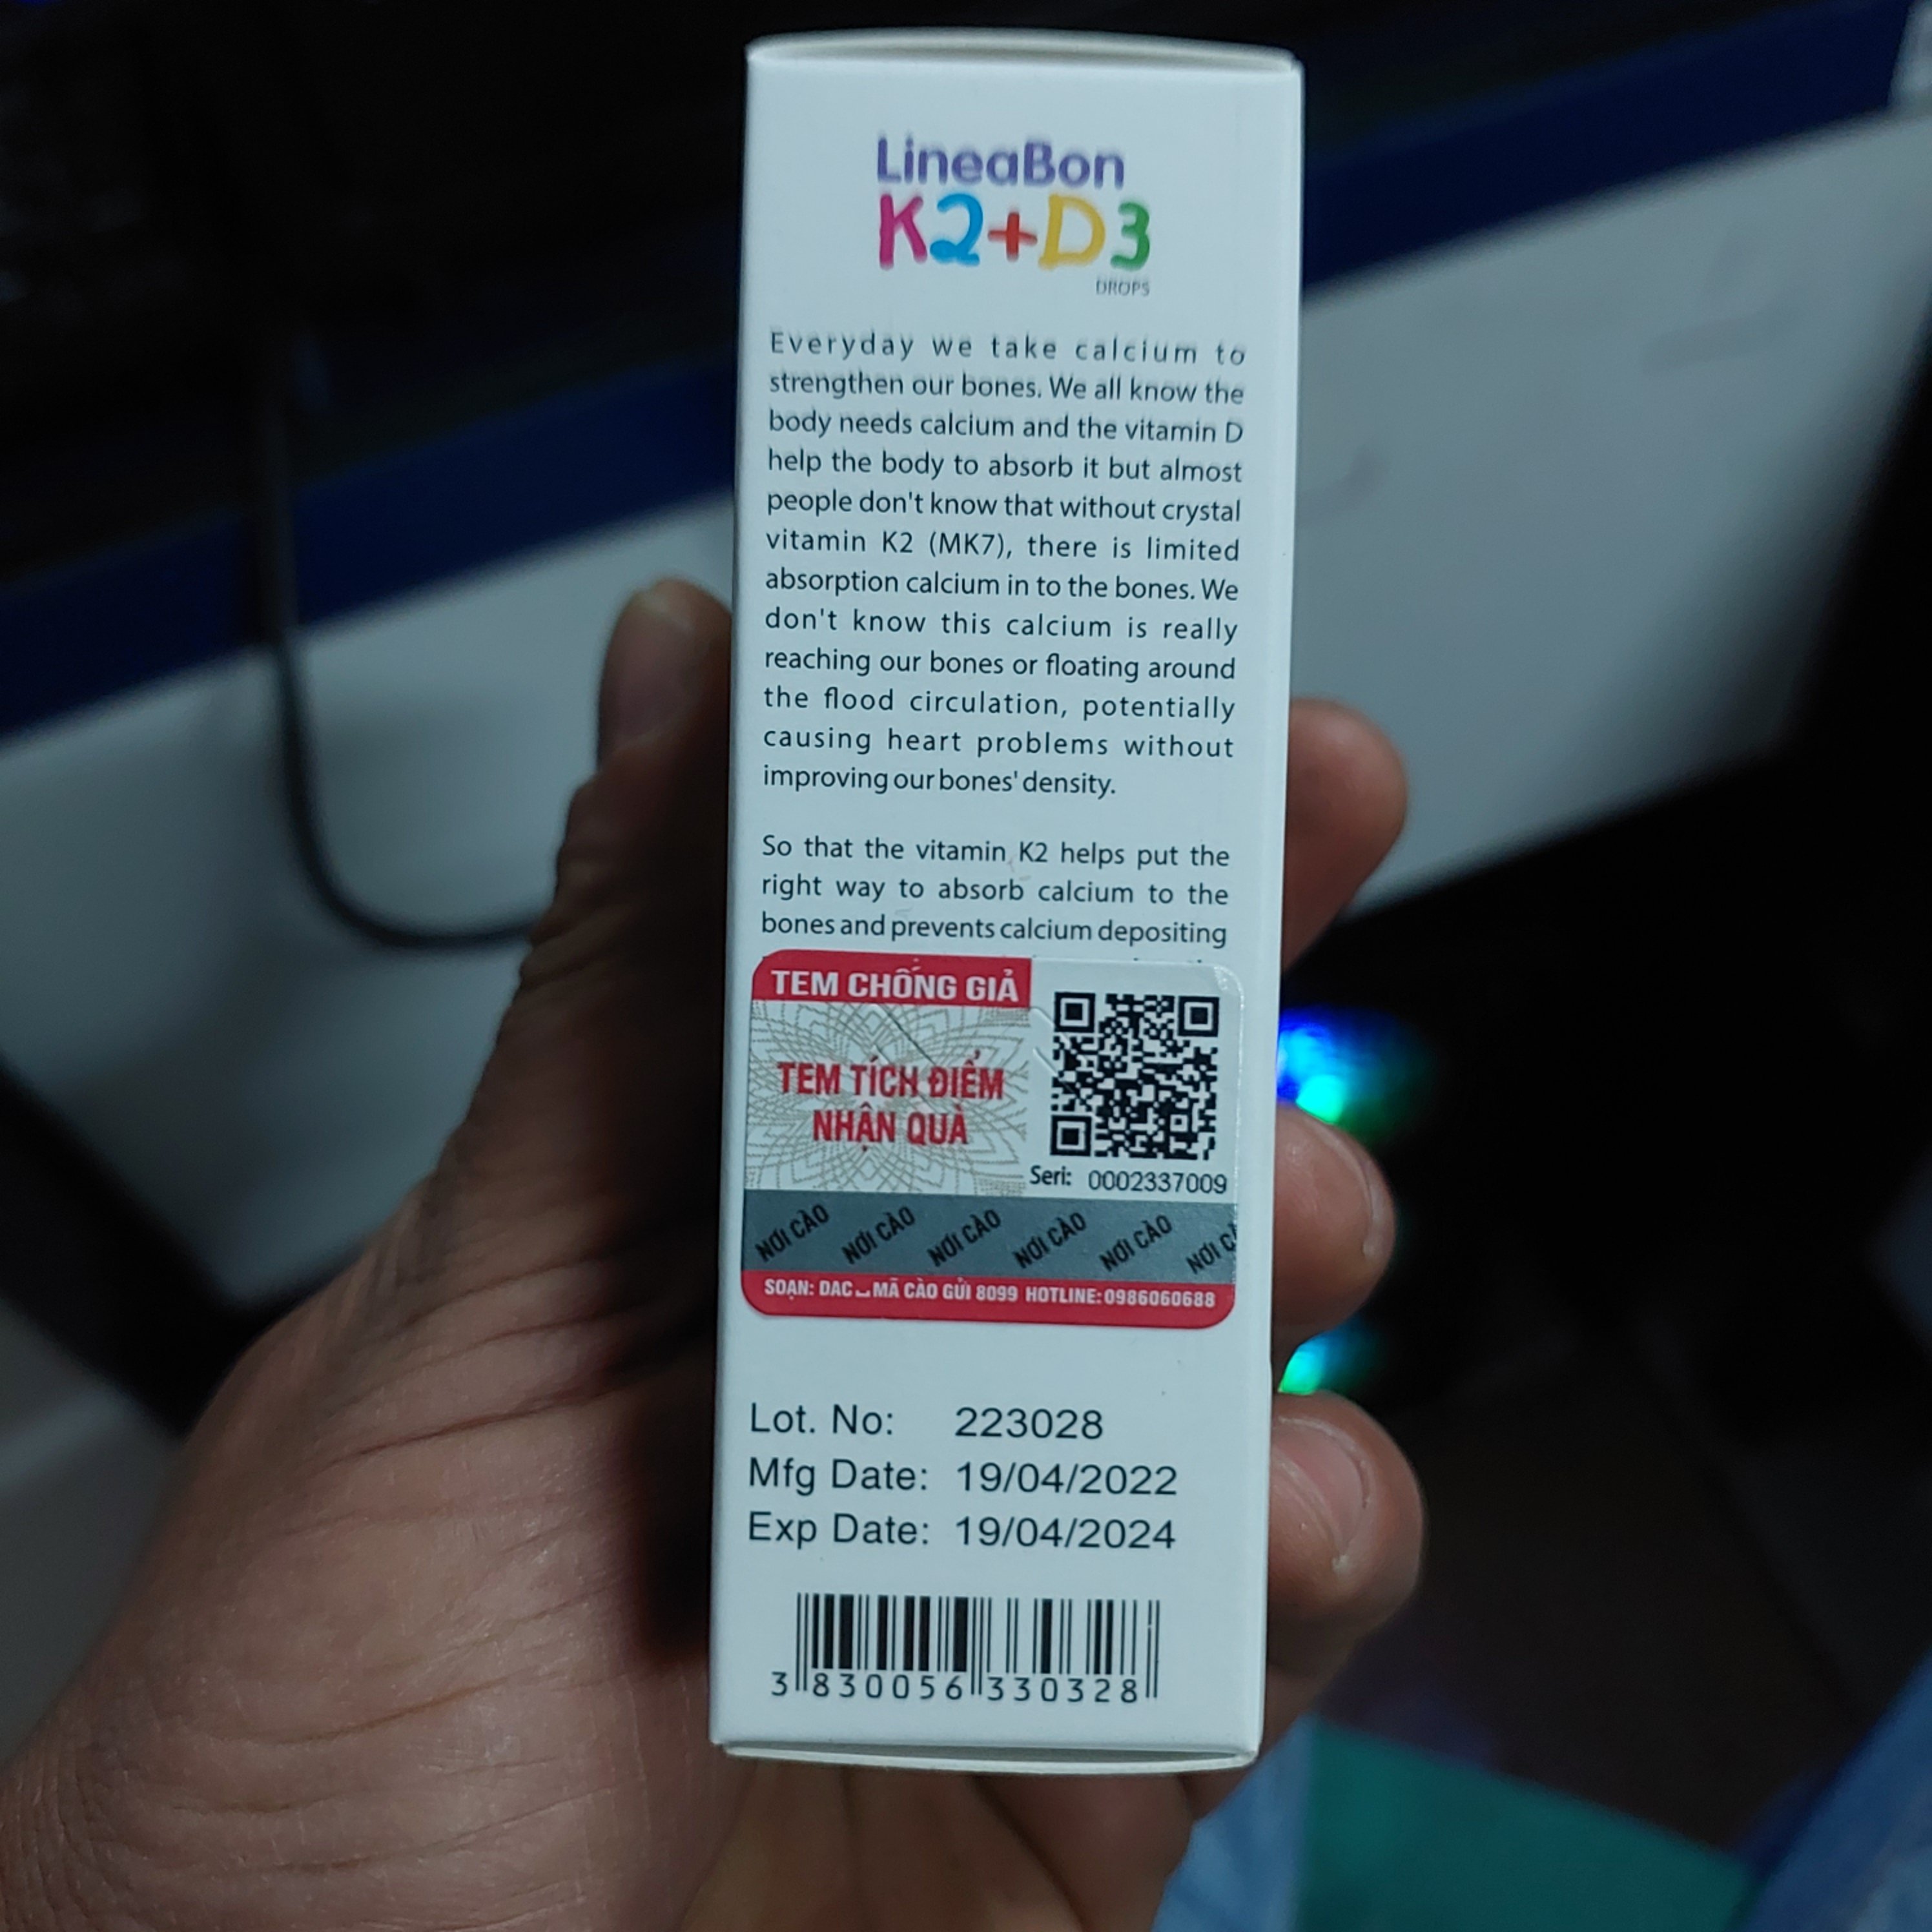 LineaBon
K2+D3
DROPS
Everyday we take calcium to
strengthen our bones. We all know the
body needs calcium and the vitamin D
help the body to absorb it but almost
people don't know that without crystal
vitamin K2 (MK7), there is limited
absorption calcium in to the bones. We
don't know this calcium is really
reaching our bones or floating around
the flood circulation, potentially
causing heart problems without
improving our bones' density.
So that the vitamin K2 helps put the
right way to absorb calcium to the
bones and prevents calcium depositing
TEM CHỐNG GIẢ
TEM TÍCH ĐIỂM
NHẬN QUÀ
Seri: 0002337009
NƠI CÀO NƠI CÀO NƠI CÀO NƠI CÀO NƠI CÀO NƠI C
SOẠN: DAC⌴MÃ CÀO GỬI 8099 HOTLINE: 0986060688
Lot. No: 223028
Mfg Date: 19/04/2022
Exp Date: 19/04/2024
3 830056 330328